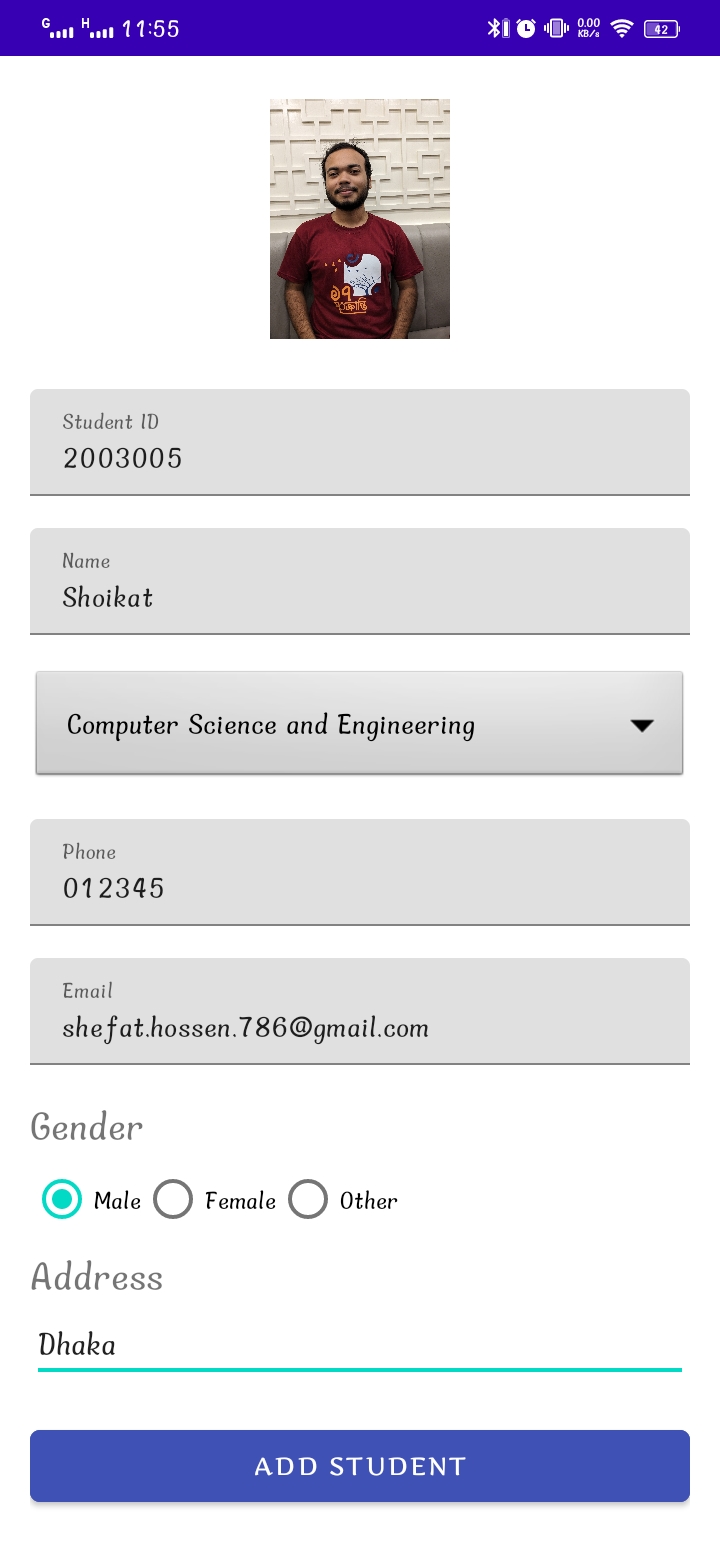 G H 11:55 0.00 KB/s 42
১৭
Student ID
2003005
Name
Shoikat
Computer Science and Engineering
Phone
012345
Email
shefat.hossen.786@gmail.com
Gender
Male Female Other
Address
Dhaka
ADD STUDENT